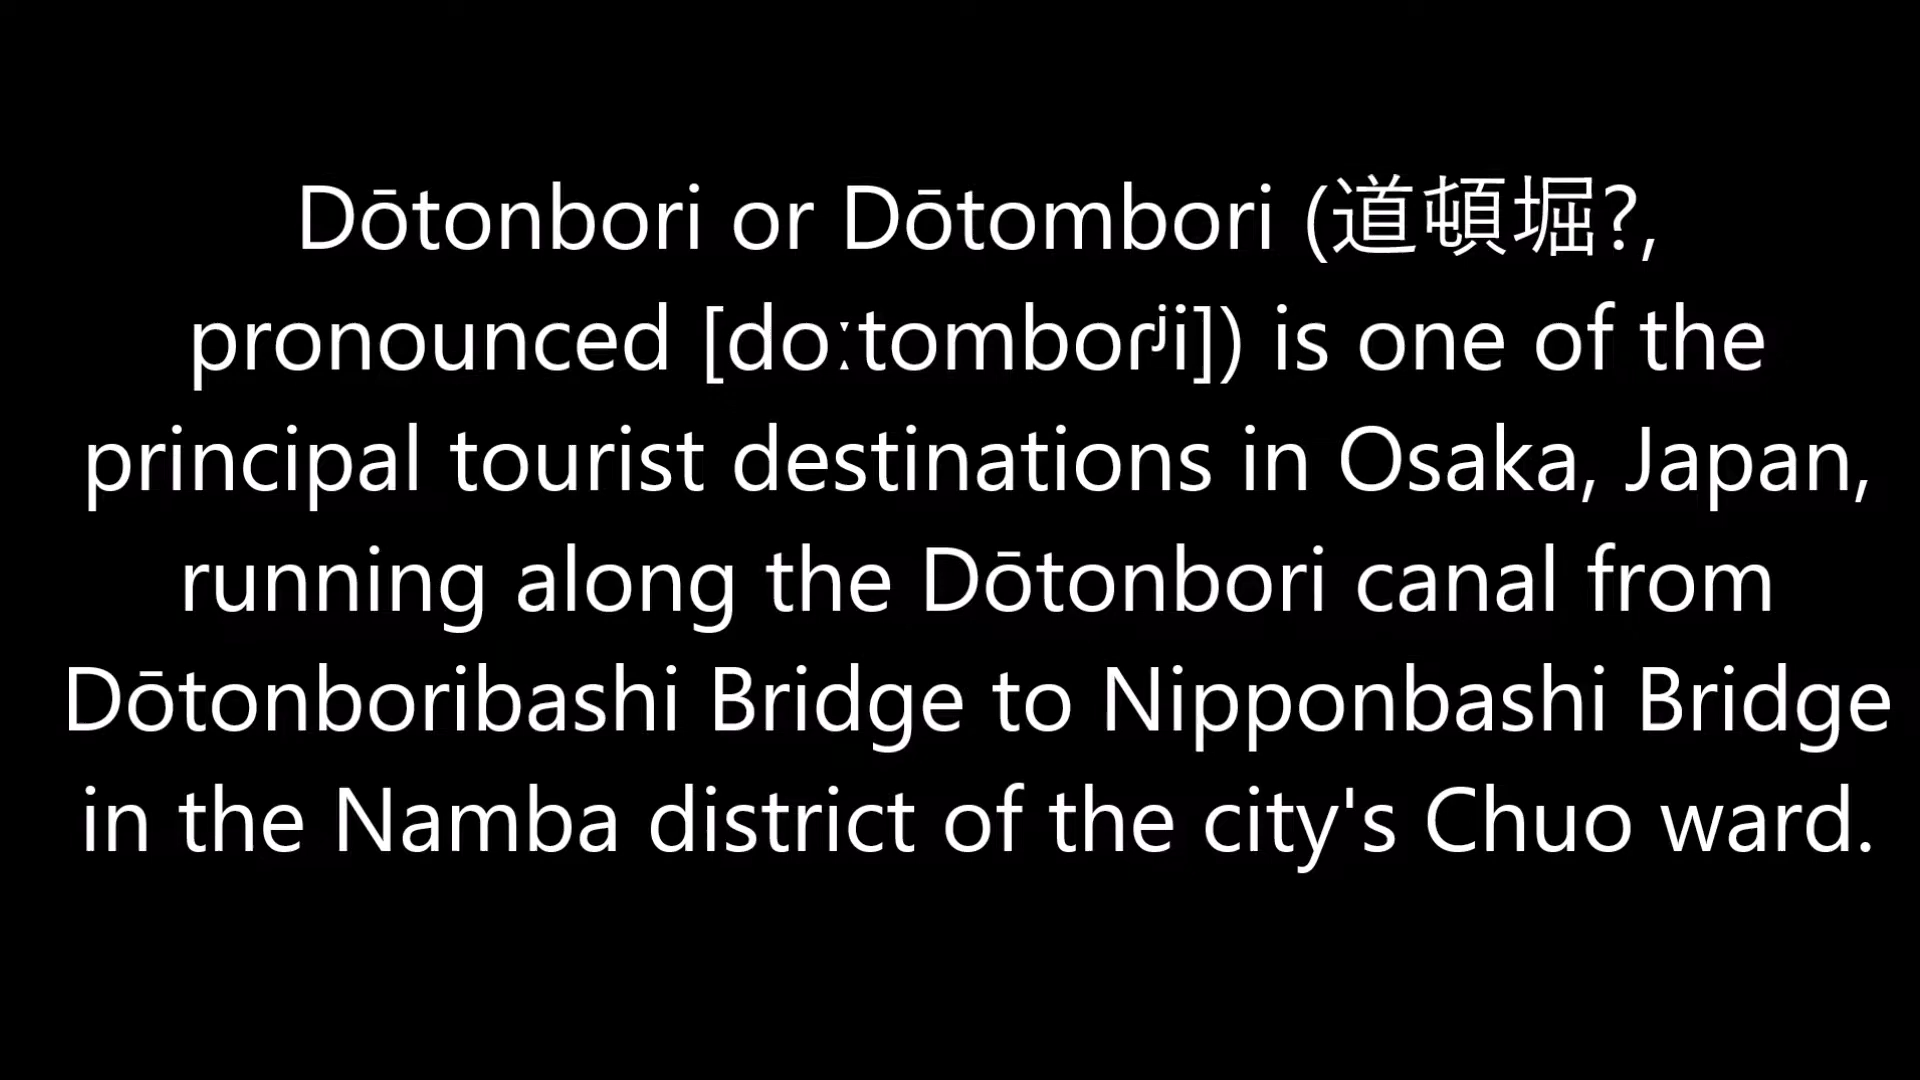 Dōtonbori or Dōtombori (道頓堀?,
pronounced [doːtomboɾʲi]) is one of the
principal tourist destinations in Osaka, Japan,
running along the Dōtonbori canal from
Dōtonboribashi Bridge to Nipponbashi Bridge
in the Namba district of the city's Chuo ward.